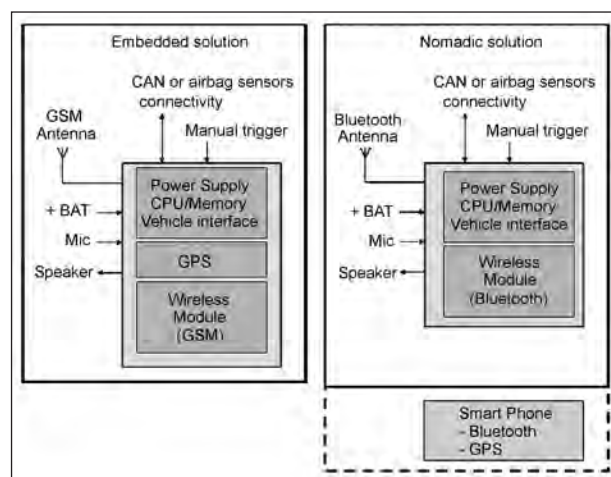 Embedded solution
CAN or airbag sensors
connectivity
GSM
Antenna
Manual trigger
Power Supply
CPU/Memory
Vehicle interface
+ BAT
Mic
GPS
Speaker
Wireless
Module
(GSM)
Nomadic solution
CAN or airbag sensors
connectivity
Bluetooth
Antenna
Manual trigger
Power Supply
CPU/Memory
Vehicle interface
+ BAT
Mic
Speaker
Wireless
Module
(Bluetooth)
Smart Phone
- Bluetooth
- GPS